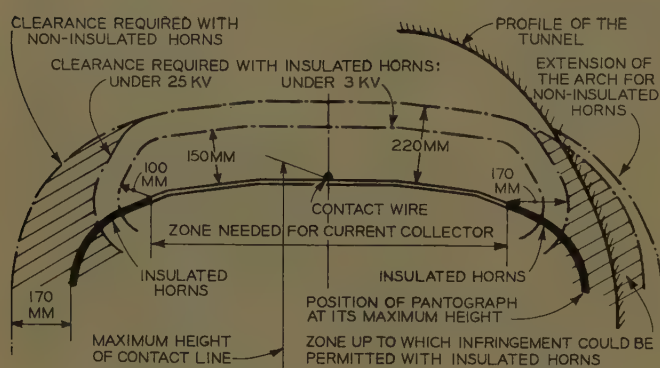 CLEARANCE REQUIRED WITH
NON-INSULATED HORNS
PROFILE OF THE
TUNNEL
CLEARANCE REQUIRED WITH INSULATED HORNS:
UNDER 25 KV
UNDER 3 KV
EXTENSION OF
THE ARCH FOR
NON-INSULATED
HORNS
150MM
220MM
100
MM
170
MM
CONTACT WIRE
ZONE NEEDED FOR CURRENT COLLECTOR
INSULATED
HORNS
INSULATED HORNS
170
MM
POSITION OF PANTOGRAPH
AT ITS MAXIMUM HEIGHT
MAXIMUM HEIGHT
OF CONTACT LINE
ZONE UP TO WHICH INFRINGEMENT COULD BE
PERMITTED WITH INSULATED HORNS